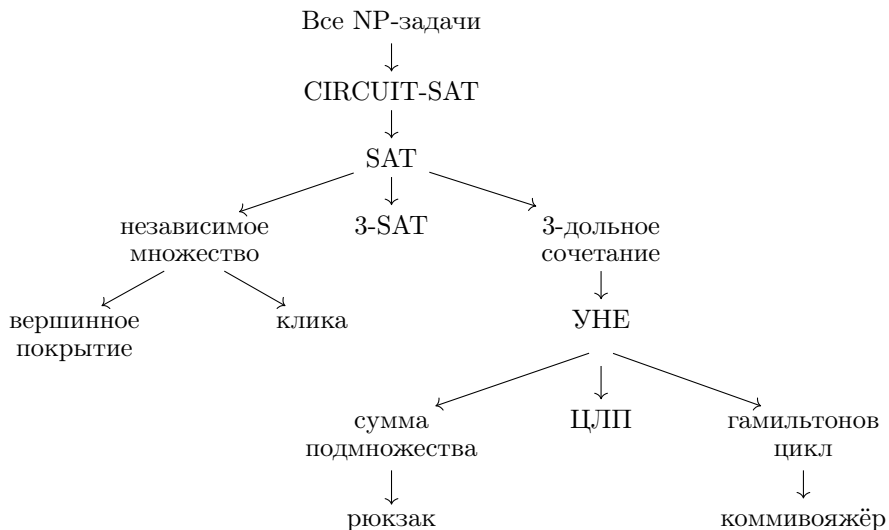 Все NP-задачи
CIRCUIT-SAT
SAT
независимое
множество
3-SAT
3-дольное
сочетание
вершинное
покрытие
клика
УНЕ
сумма
подмножества
ЦЛП
гамильтонов
цикл
рюкзак
коммивояжёр